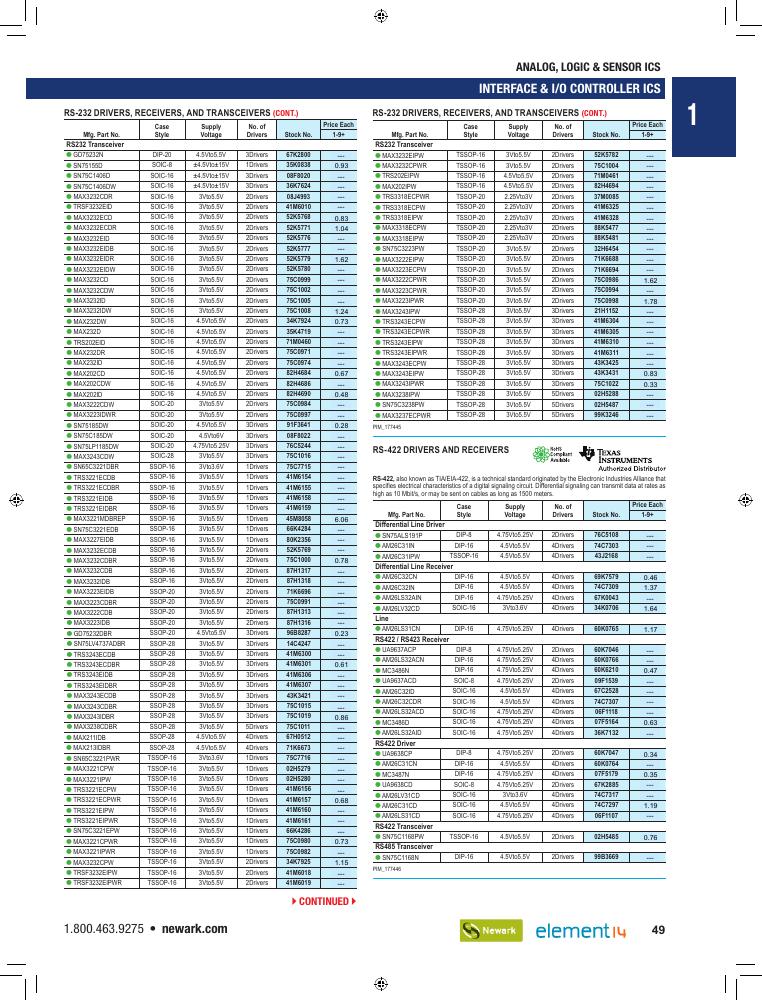 ANALOG, LOGIC & SENSOR ICS
INTERFACE & I/O CONTROLLER ICS
1
RS-232 DRIVERS, RECEIVERS, AND TRANSCEIVERS (CONT.)
Mfg. Part No. Case Style Supply Voltage No. of Drivers Stock No. Price Each 1-9+
RS232 Transceiver
GD75232N DIP-20 4.5Vto5.5V 3Drivers 67K2800 —
SN75155D SOIC-8 ±4.5Vto±15V 1Drivers 35K0838 0.93
SN75C1406D SOIC-16 ±4.5Vto±15V 3Drivers 08F8020 —
SN75C1406DW SOIC-16 ±4.5Vto±15V 3Drivers 36K7624 —
MAX3232CDR SOIC-16 3Vto5.5V 2Drivers 08J4993 —
TRSF3232EID SOIC-16 3Vto5.5V 2Drivers 41M6010 —
MAX3232ECD SOIC-16 3Vto5.5V 2Drivers 52K5768 0.83
MAX3232ECDR SOIC-16 3Vto5.5V 2Drivers 52K5771 1.04
MAX3232EID SOIC-16 3Vto5.5V 2Drivers 52K5776 —
MAX3232EIDB SOIC-16 3Vto5.5V 2Drivers 52K5777 —
MAX3232EIDR SOIC-16 3Vto5.5V 2Drivers 52K5779 1.62
MAX3232EIDW SOIC-16 3Vto5.5V 2Drivers 52K5780 —
MAX3232CD SOIC-16 3Vto5.5V 2Drivers 75C0999 —
MAX3232CDW SOIC-16 3Vto5.5V 2Drivers 75C1002 —
MAX3232ID SOIC-16 3Vto5.5V 2Drivers 75C1005 —
MAX3232IDW SOIC-16 3Vto5.5V 2Drivers 75C1008 1.24
MAX232DW SOIC-16 4.5Vto5.5V 2Drivers 34K7924 0.73
MAX232D SOIC-16 4.5Vto5.5V 2Drivers 35K4719 —
TRS202EID SOIC-16 4.5Vto5.5V 2Drivers 71M0460 —
MAX232DR SOIC-16 4.5Vto5.5V 2Drivers 75C0971 —
MAX232ID SOIC-16 4.5Vto5.5V 2Drivers 75C0974 —
MAX202CD SOIC-16 4.5Vto5.5V 2Drivers 82H4684 0.67
MAX202CDW SOIC-16 4.5Vto5.5V 2Drivers 82H4686 —
MAX202ID SOIC-16 4.5Vto5.5V 2Drivers 82H4690 0.48
MAX3222CDW SOIC-20 3Vto5.5V 2Drivers 75C0984 —
MAX3223IDWR SOIC-20 3Vto5.5V 2Drivers 75C0997 —
SN75185DW SOIC-20 4.5Vto5.5V 3Drivers 91F3641 0.28
SN75C185DW SOIC-20 4.5Vto6V 3Drivers 08F8022 —
SN75LP1185DW SOIC-20 4.75Vto5.25V 3Drivers 76C5244 —
MAX3243CDW SOIC-28 3Vto5.5V 3Drivers 75C1016 —
SN65C3221DBR SSOP-16 3Vto3.6V 1Drivers 75C7715 —
TRS3221ECDB SSOP-16 3Vto5.5V 1Drivers 41M6154 —
TRS3221ECDBR SSOP-16 3Vto5.5V 1Drivers 41M6155 —
TRS3221EIDB SSOP-16 3Vto5.5V 1Drivers 41M6158 —
TRS3221EIDBR SSOP-16 3Vto5.5V 1Drivers 41M6159 —
MAX3221MDBREP SSOP-16 3Vto5.5V 1Drivers 45M8058 6.06
SN75C3221EDB SSOP-16 3Vto5.5V 1Drivers 66K4284 —
MAX3227EIDB SSOP-16 3Vto5.5V 1Drivers 80K2356 —
MAX3232ECDB SSOP-16 3Vto5.5V 2Drivers 52K5769 —
MAX3232CDBR SSOP-16 3Vto5.5V 2Drivers 75C1000 0.78
MAX3232CDB SSOP-16 3Vto5.5V 2Drivers 87H1317 —
MAX3232IDB SSOP-16 3Vto5.5V 2Drivers 87H1318 —
MAX3223EIDB SSOP-20 3Vto5.5V 2Drivers 71K6696 —
MAX3223CDBR SSOP-20 3Vto5.5V 2Drivers 75C0991 —
MAX3222CDB SSOP-20 3Vto5.5V 2Drivers 87H1313 —
MAX3223IDB SSOP-20 3Vto5.5V 2Drivers 87H1316 —
GD75232DBR SSOP-20 4.5Vto5.5V 3Drivers 96B8287 0.23
SN75LV4737ADBR SSOP-28 3Vto5.5V 3Drivers 14C4247 —
TRS3243ECDB SSOP-28 3Vto5.5V 3Drivers 41M6300 —
TRS3243ECDBR SSOP-28 3Vto5.5V 3Drivers 41M6301 0.61
TRS3243EIDB SSOP-28 3Vto5.5V 3Drivers 41M6306 —
TRS3243EIDBR SSOP-28 3Vto5.5V 3Drivers 41M6307 —
MAX3243ECDB SSOP-28 3Vto5.5V 3Drivers 43K3421 —
MAX3243CDBR SSOP-28 3Vto5.5V 3Drivers 75C1015 —
MAX3243IDBR SSOP-28 3Vto5.5V 3Drivers 75C1019 0.86
MAX3238CDBR SSOP-28 3Vto5.5V 5Drivers 75C1011 —
MAX211IDB SSOP-28 4.5Vto5.5V 4Drivers 67H0512 —
MAX213IDBR SSOP-28 4.5Vto5.5V 4Drivers 71K6673 —
SN65C3221PWR TSSOP-16 3Vto3.6V 1Drivers 75C7716 —
MAX3221CPW TSSOP-16 3Vto5.5V 1Drivers 02H5279 —
MAX3221IPW TSSOP-16 3Vto5.5V 1Drivers 02H5280 —
TRS3221ECPW TSSOP-16 3Vto5.5V 1Drivers 41M6156 —
TRS3221ECPWR TSSOP-16 3Vto5.5V 1Drivers 41M6157 0.68
TRS3221EIPW TSSOP-16 3Vto5.5V 1Drivers 41M6160 —
TRS3221EIPWR TSSOP-16 3Vto5.5V 1Drivers 41M6161 —
SN75C3221EPW TSSOP-16 3Vto5.5V 1Drivers 66K4286 —
MAX3221CPWR TSSOP-16 3Vto5.5V 1Drivers 75C0980 0.73
MAX3221IPWR TSSOP-16 3Vto5.5V 1Drivers 75C0982 —
MAX3232CPW TSSOP-16 3Vto5.5V 2Drivers 34K7925 1.15
TRSF3232EIPW TSSOP-16 3Vto5.5V 2Drivers 41M6018 —
TRSF3232EIPWR TSSOP-16 3Vto5.5V 2Drivers 41M6019 —
CONTINUED
RS-232 DRIVERS, RECEIVERS, AND TRANSCEIVERS (CONT.)
Mfg. Part No. Case Style Supply Voltage No. of Drivers Stock No. Price Each 1-9+
RS232 Transceiver
MAX3232EIPW TSSOP-16 3Vto5.5V 2Drivers 52K5782 —
MAX3232CPWR TSSOP-16 3Vto5.5V 2Drivers 75C1004 —
TRS202EIPW TSSOP-16 4.5Vto5.5V 2Drivers 71M0461 —
MAX202IPW TSSOP-16 4.5Vto5.5V 2Drivers 82H4694 —
TRS3318ECPWR TSSOP-20 2.25Vto3V 2Drivers 37M0085 —
TRS3318EIPWR TSSOP-20 2.25Vto3V 2Drivers 41M6325 —
TRS3318EIPW TSSOP-20 2.25Vto3V 2Drivers 41M6328 —
MAX3318ECPW TSSOP-20 2.25Vto3V 2Drivers 88K5477 —
MAX3318EIPW TSSOP-20 2.25Vto3V 2Drivers 88K5481 —
SN75C3223PW TSSOP-20 3Vto5.5V 2Drivers 32H6454 —
MAX3222EIPW TSSOP-20 3Vto5.5V 2Drivers 71K6688 —
MAX3223ECPW TSSOP-20 3Vto5.5V 2Drivers 71K6694 —
MAX3222CPWR TSSOP-20 3Vto5.5V 2Drivers 75C0986 1.62
MAX3223CPWR TSSOP-20 3Vto5.5V 2Drivers 75C0994 —
MAX3223IPWR TSSOP-20 3Vto5.5V 2Drivers 75C0998 1.78
MAX3243IPW TSSOP-28 3Vto5.5V 3Drivers 21H1152 —
TRS3243ECPW TSSOP-28 3Vto5.5V 3Drivers 41M6304 —
TRS3243ECPWR TSSOP-28 3Vto5.5V 3Drivers 41M6305 —
TRS3243EIPW TSSOP-28 3Vto5.5V 3Drivers 41M6310 —
TRS3243EIPWR TSSOP-28 3Vto5.5V 3Drivers 41M6311 —
MAX3243ECPW TSSOP-28 3Vto5.5V 3Drivers 43K3425 —
MAX3243EIPW TSSOP-28 3Vto5.5V 3Drivers 43K3431 0.83
MAX3243IPWR TSSOP-28 3Vto5.5V 3Drivers 75C1022 0.33
MAX3238IPW TSSOP-28 3Vto5.5V 5Drivers 02H5288 —
SN75C3238PW TSSOP-28 3Vto5.5V 5Drivers 02H5487 —
MAX3237ECPWR TSSOP-28 3Vto5.5V 5Drivers 99K3246 —
PIM_177445
RS-422 DRIVERS AND RECEIVERS
RoHS Compliant Available
TEXAS INSTRUMENTS
Authorized Distributor
RS-422, also known as TIA/EIA-422, is a technical standard originated by the Electronic Industries Alliance that
specifies electrical characteristics of a digital signaling circuit. Differential signaling can transmit data at rates as
high as 10 Mbit/s, or may be sent on cables as long as 1500 meters.
Mfg. Part No. Case Style Supply Voltage No. of Drivers Stock No. Price Each 1-9+
Differential Line Driver
SN75ALS191P DIP-8 4.75Vto5.25V 2Drivers 76C5108 —
AM26C31IN DIP-16 4.5Vto5.5V 4Drivers 74C7303 —
AM26C31IPW TSSOP-16 4.5Vto5.5V 4Drivers 43J2168 —
Differential Line Receiver
AM26C32CN DIP-16 4.5Vto5.5V 4Drivers 69K7579 0.46
AM26C32IN DIP-16 4.5Vto5.5V 4Drivers 74C7309 1.37
AM26LS32AIN DIP-16 4.75Vto5.25V 4Drivers 67K0043 —
AM26LV32CD SOIC-16 3Vto3.6V 4Drivers 34K0706 1.64
Line
AM26LS31CN DIP-16 4.75Vto5.25V 4Drivers 60K0765 1.17
RS422 / RS423 Receiver
UA9637ACP DIP-8 4.75Vto5.25V 2Drivers 60K7046 —
AM26LS32ACN DIP-16 4.75Vto5.25V 4Drivers 60K0766 —
MC3486N DIP-16 4.75Vto5.25V 4Drivers 60K6210 0.47
UA9637ACD SOIC-8 4.75Vto5.25V 2Drivers 09F1539 —
AM26C32ID SOIC-16 4.5Vto5.5V 4Drivers 67C2528 —
AM26C32CDR SOIC-16 4.5Vto5.5V 4Drivers 74C7307 —
AM26LS32ACD SOIC-16 4.75Vto5.25V 4Drivers 06F1118 —
MC3486D SOIC-16 4.75Vto5.25V 4Drivers 07F5164 0.63
AM26LS32AID SOIC-16 4.75Vto5.25V 4Drivers 36K7132 —
RS422 Driver
UA9638CP DIP-8 4.75Vto5.25V 2Drivers 60K7047 0.34
AM26C31CN DIP-16 4.5Vto5.5V 4Drivers 60K0764 —
MC3487N DIP-16 4.75Vto5.25V 4Drivers 07F5179 0.35
UA9638CD SOIC-8 4.75Vto5.25V 2Drivers 67K2885 —
AM26LV31CD SOIC-16 3Vto3.6V 4Drivers 74C7317 —
AM26C31CD SOIC-16 4.5Vto5.5V 4Drivers 74C7297 1.19
AM26LS31CD SOIC-16 4.75Vto5.25V 4Drivers 06F1107 —
RS422 Transceiver
SN75C1168PW TSSOP-16 4.5Vto5.5V 2Drivers 02H5485 0.76
RS485 Transceiver
SN75C1168N DIP-16 4.5Vto5.5V 2Drivers 99B3669 —
PIM_177446
1.800.463.9275 • newark.com
Newark
element14
49